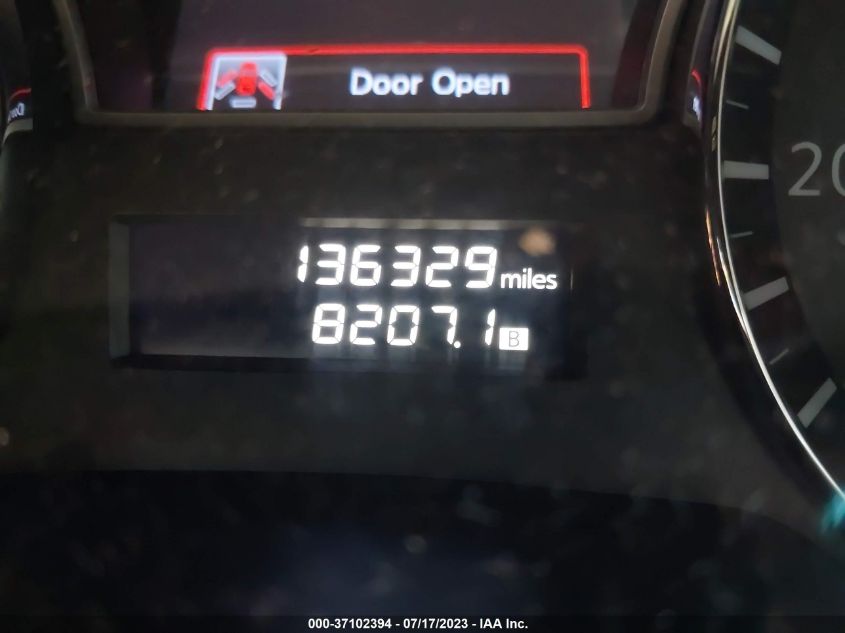 Door Open
20
136329 miles
8207.1 B
000-37102394 - 07/17/2023 - IAA Inc.